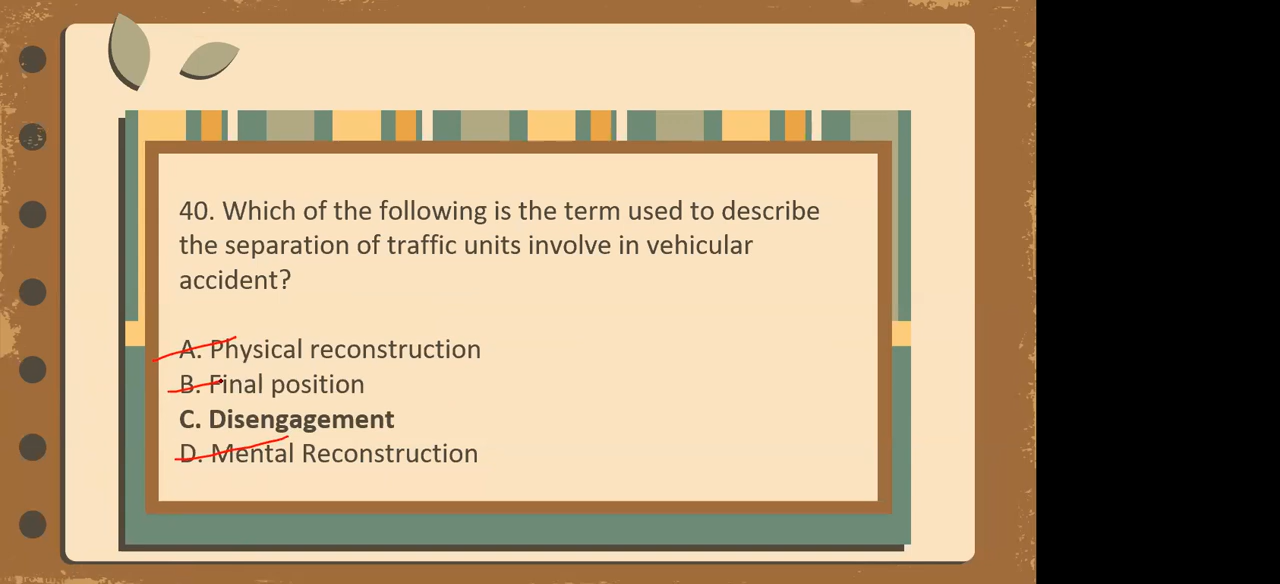 40. Which of the following is the term used to describe
the separation of traffic units involve in vehicular
accident?
A. Physical reconstruction
B. Final position
C. Disengagement
D. Mental Reconstruction